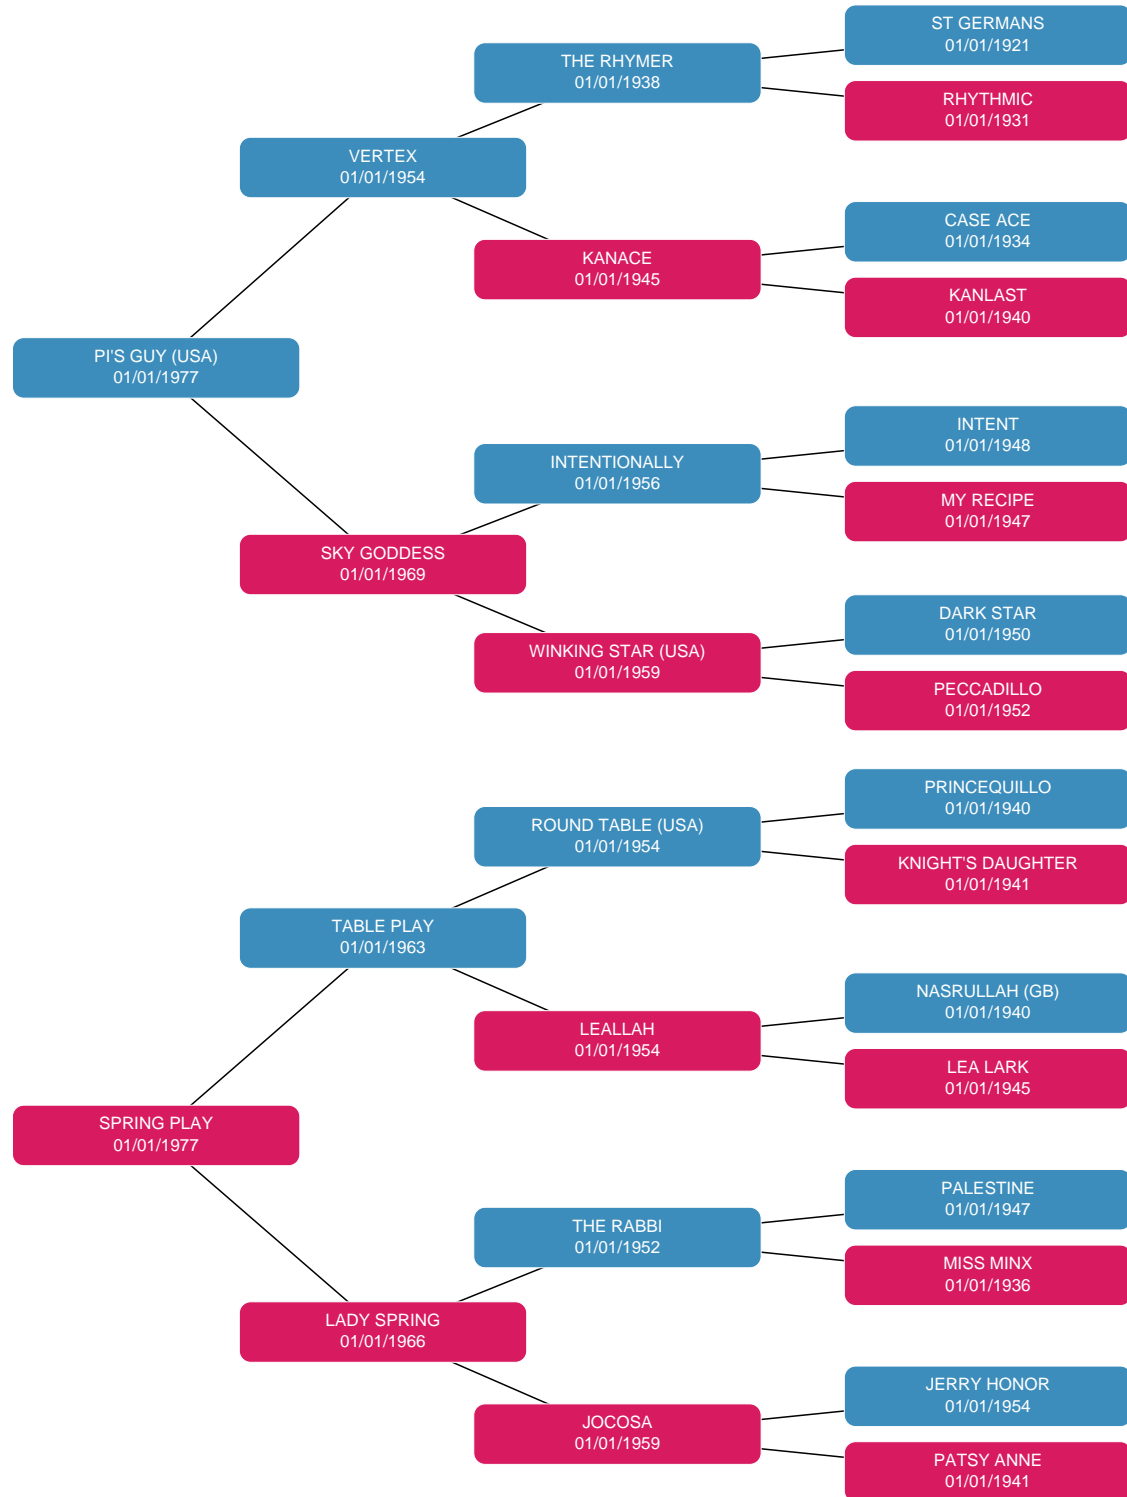 ST GERMANS
01/01/1921
THE RHYMER
01/01/1938
RHYTHMIC
01/01/1931
VERTEX
01/01/1954
CASE ACE
01/01/1934
KANACE
01/01/1945
KANLAST
01/01/1940
PI'S GUY (USA)
01/01/1977
INTENT
01/01/1948
INTENTIONALLY
01/01/1956
MY RECIPE
01/01/1947
SKY GODDESS
01/01/1969
DARK STAR
01/01/1950
WINKING STAR (USA)
01/01/1959
PECCADILLO
01/01/1952
PRINCEQUILLO
01/01/1940
ROUND TABLE (USA)
01/01/1954
KNIGHT'S DAUGHTER
01/01/1941
TABLE PLAY
01/01/1963
NASRULLAH (GB)
01/01/1940
LEALLAH
01/01/1954
LEA LARK
01/01/1945
SPRING PLAY
01/01/1977
PALESTINE
01/01/1947
THE RABBI
01/01/1952
MISS MINX
01/01/1936
LADY SPRING
01/01/1966
JERRY HONOR
01/01/1954
JOCOSA
01/01/1959
PATSY ANNE
01/01/1941